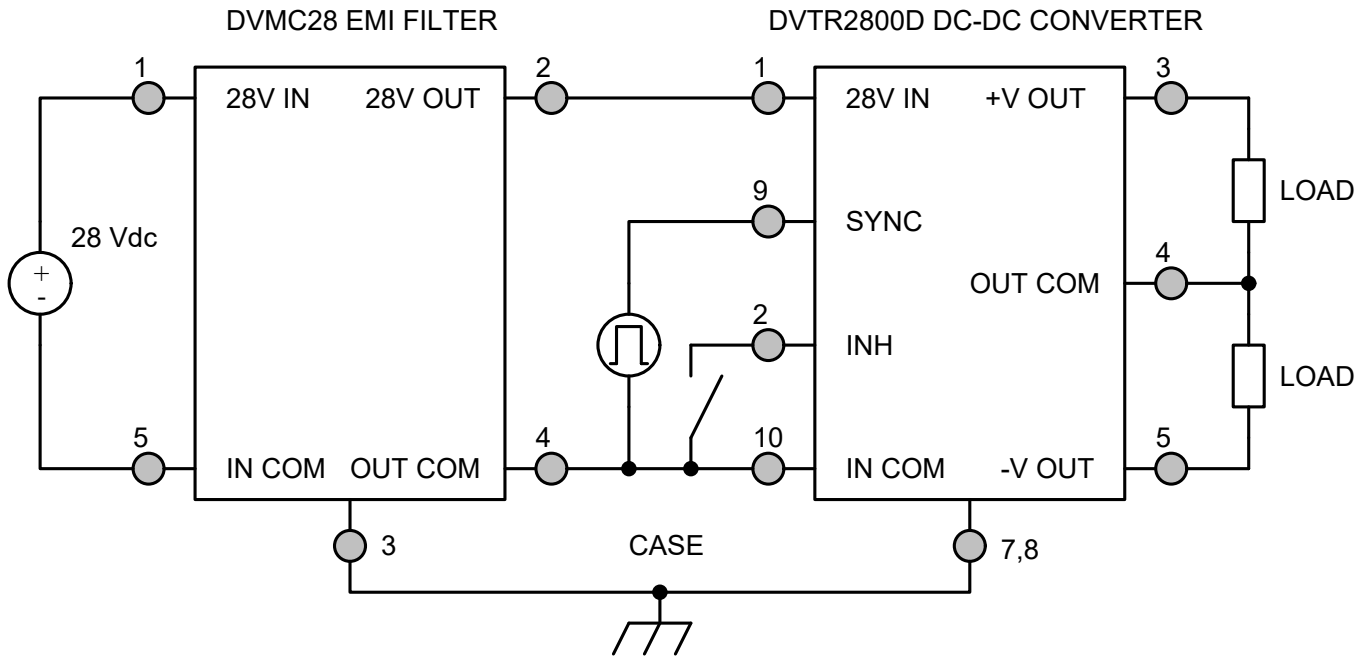 DVMC28 EMI FILTER
DVTR2800D DC-DC CONVERTER
1
2
1
3
28V IN
28V OUT
28V IN
+V OUT
9
LOAD
SYNC
28 Vdc
4
+
-
OUT COM
2
INH
LOAD
5
4
10
5
IN COM
OUT COM
IN COM
-V OUT
3
CASE
7,8